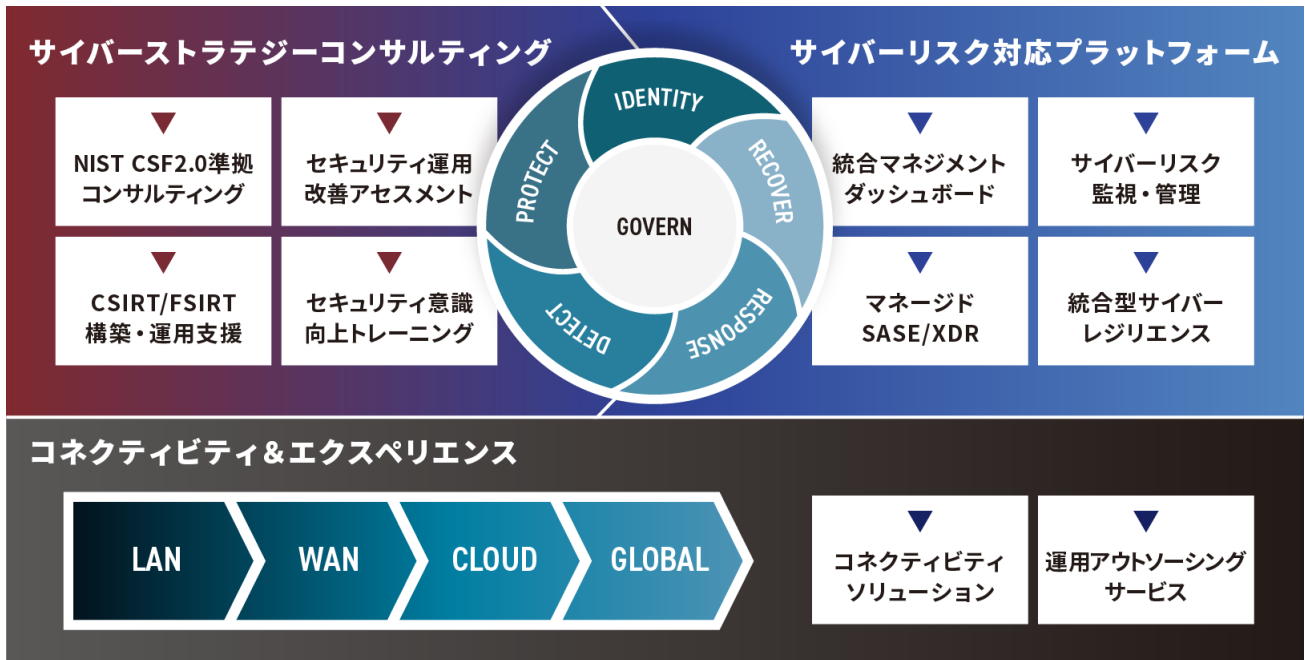 サイバーストラテジーコンサルティング
NIST CSF2.0準拠
コンサルティング
セキュリティ運用
改善アセスメント
CSIRT/FSIRT
構築・運用支援
セキュリティ意識
向上トレーニング
IDENTITY
PROTECT
RECOVER
GOVERN
DETECT
RESPONSE
サイバーリスク対応プラットフォーム
統合マネジメント
ダッシュボード
サイバーリスク
監視・管理
マネージド
SASE/XDR
統合型サイバー
レジリエンス
コネクティビティ&エクスペリエンス
LAN
WAN
CLOUD
GLOBAL
コネクティビティ
ソリューション
運用アウトソーシング
サービス